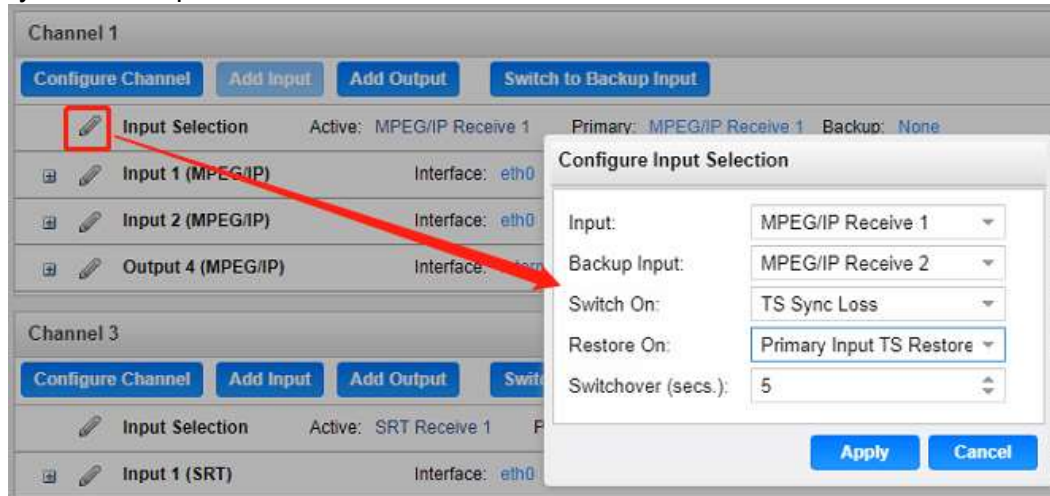 Channel 1
Configure Channel Add Input Add Output Switch to Backup Input
Input Selection Active: MPEG/IP Receive 1 Primary: MPEG/IP Receive 1 Backup: None
Input 1 (MPEG/IP) Interface: eth0
Input 2 (MPEG/IP) Interface: eth0
Output 4 (MPEG/IP) Interface:
Channel 3
Configure Channel Add Input Add Output
Input Selection Active: SRT Receive 1
Input 1 (SRT) Interface: eth0
Configure Input Selection
Input: MPEG/IP Receive 1
Backup Input: MPEG/IP Receive 2
Switch On: TS Sync Loss
Restore On: Primary Input TS Restore
Switchover (secs.): 5
Apply Cancel